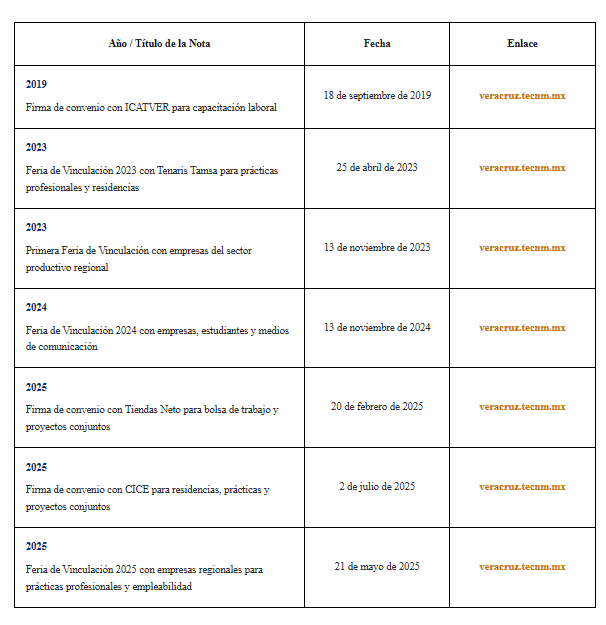 Año / Título de la Nota
Fecha
Enlace
2019
Firma de convenio con ICATVER para capacitación laboral
18 de septiembre de 2019
veracruz.tecnm.mx
2023
Feria de Vinculación 2023 con Tenaris Tamsa para prácticas
profesionales y residencias
25 de abril de 2023
veracruz.tecnm.mx
2023
Primera Feria de Vinculación con empresas del sector
productivo regional
13 de noviembre de 2023
veracruz.tecnm.mx
2024
Feria de Vinculación 2024 con empresas, estudiantes y medios
de comunicación
13 de noviembre de 2024
veracruz.tecnm.mx
2025
Firma de convenio con Tiendas Neto para bolsa de trabajo y
proyectos conjuntos
20 de febrero de 2025
veracruz.tecnm.mx
2025
Firma de convenio con CICE para residencias, prácticas y
proyectos conjuntos
2 de julio de 2025
veracruz.tecnm.mx
2025
Feria de Vinculación 2025 con empresas regionales para
prácticas profesionales y empleabilidad
21 de mayo de 2025
veracruz.tecnm.mx